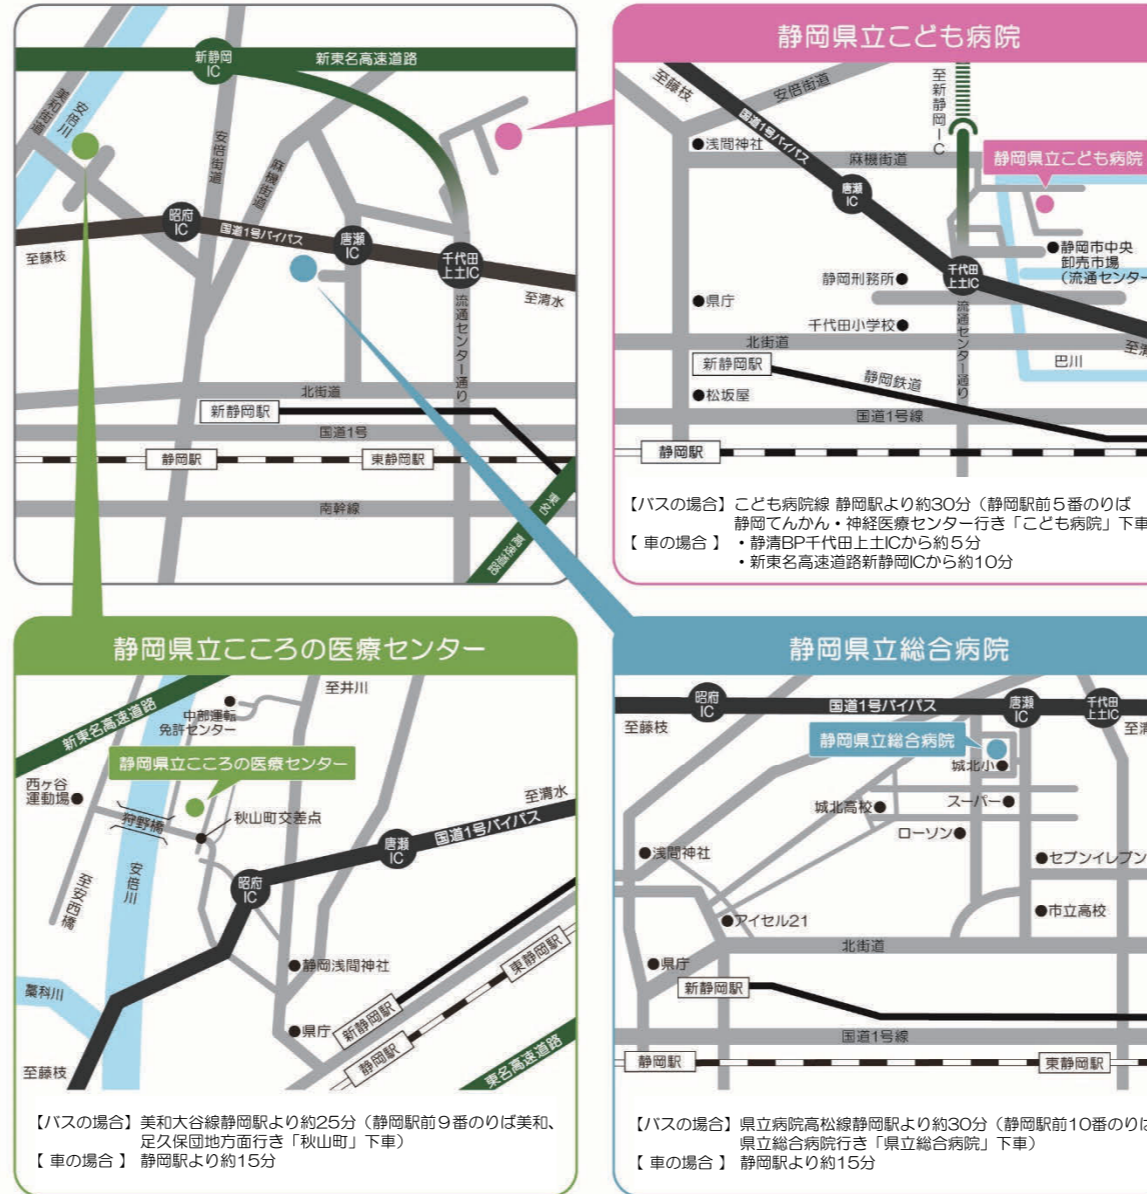 新静岡
IC
新東名高速道路
美和街道
安倍川
安倍街道
麻機街道
昭府
IC
国道1号バイパス
唐瀬
IC
千代田
上土IC
至藤枝
至清水
流通センター通り
北街道
新静岡駅
国道1号
静岡駅
東静岡駅
南幹線
東名
高速道路
静岡県立こども病院
至藤枝
安倍街道
至新静岡IC
国道1号バイパス
●浅間神社
麻機街道
静岡県立こども病院
唐瀬
IC
●静岡市中央
卸売市場
(流通センター
千代田
上土IC
静岡刑務所●
●県庁
千代田小学校●
流通センター通り
北街道
至清
巴川
新静岡駅
静岡鉄道
●松坂屋
国道1号線
静岡駅
【バスの場合】こども病院線 静岡駅より約30分(静岡駅前5番のりば
静岡てんかん・神経医療センター行き「こども病院」下車
【 車の場合 】 ・静清BP千代田上土ICから約5分
・新東名高速道路新静岡ICから約10分
静岡県立こころの医療センター
至井川
新東名高速道路
中部運転
免許センター
静岡県立こころの医療センター
西ヶ谷
運動場●
狩野橋
秋山町交差点
至清水
国道1号バイパス
唐瀬
IC
昭府
IC
至安西橋
安倍川
●静岡浅間神社
東静岡駅
藁科川
●県庁
新静岡駅
静岡駅
至藤枝
東名高速道路
【バスの場合】美和大谷線静岡駅より約25分(静岡駅前9番のりば美和、
足久保団地方面行き「秋山町」下車)
【 車の場合 】 静岡駅より約15分
静岡県立総合病院
昭府
IC
国道1号バイパス
唐瀬
IC
千代田
上土IC
至藤枝
至清
静岡県立総合病院
城北小●
城北高校●
スーパー●
ローソン●
●浅間神社
●セブンイレブン
●アイセル21
●市立高校
北街道
●県庁
新静岡駅
国道1号線
静岡駅
東静岡駅
【バスの場合】県立病院高松線静岡駅より約30分(静岡駅前10番のりば
県立総合病院行き「県立総合病院」下車)
【 車の場合 】 静岡駅より約15分